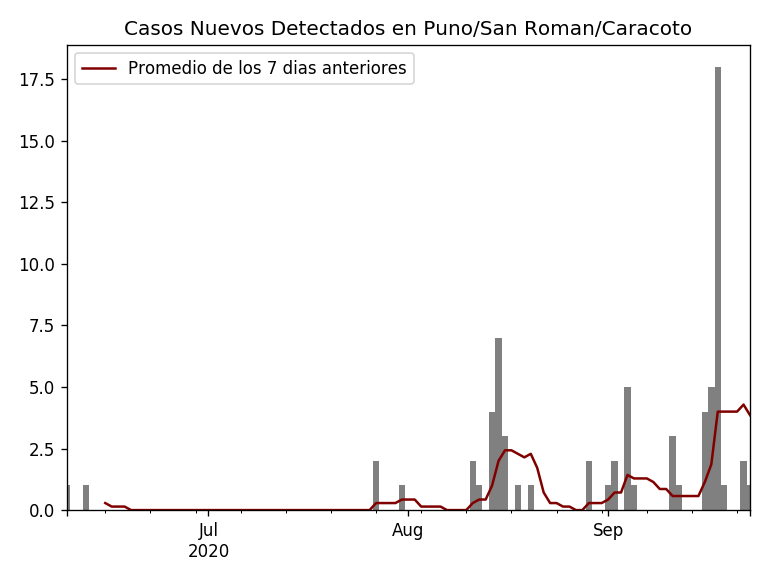 Casos Nuevos Detectados en Puno/San Roman/Caracoto
Promedio de los 7 dias anteriores
17.5
15.0
12.5
10.0
7.5
5.0
2.5
0.0
Jul
2020
Aug
Sep